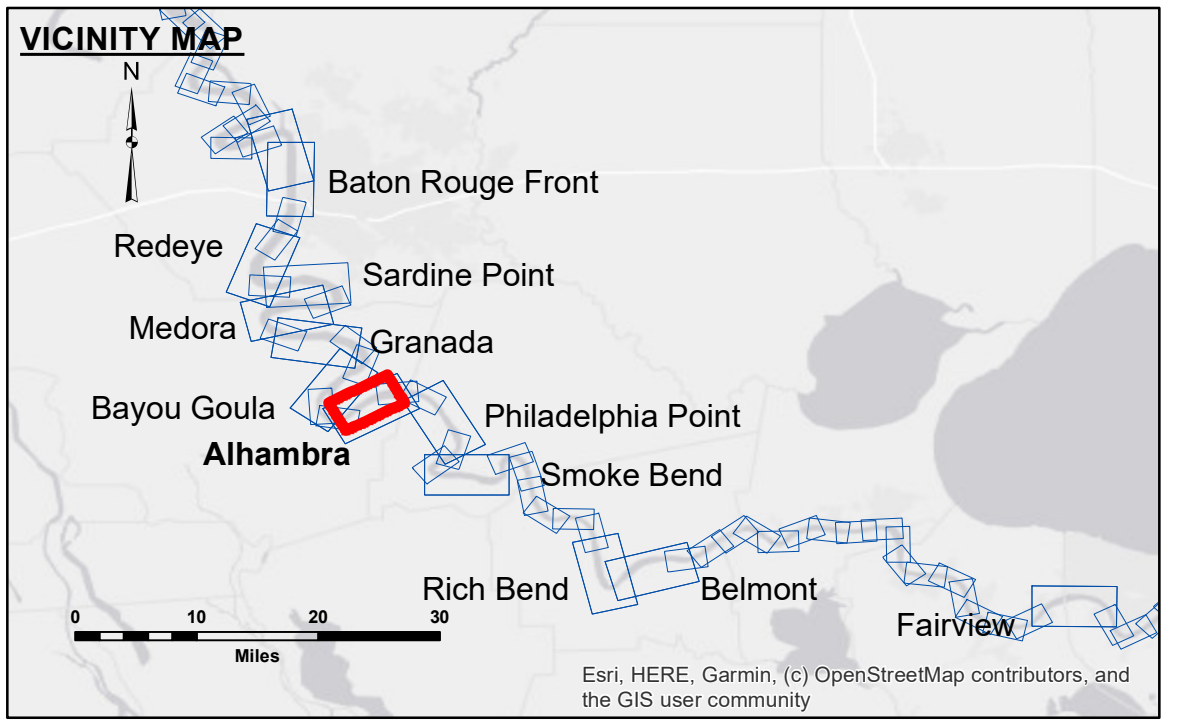 VICINITY MAP
N
Baton Rouge Front
Redeye
Sardine Point
Medora
Granada
Bayou Goula
Philadelphia Point
Alhambra
Smoke Bend
Rich Bend
Belmont
Fairview
0 10 20 30
Miles
Esri, HERE, Garmin, (c) OpenStreetMap contributors, and
the GIS user community